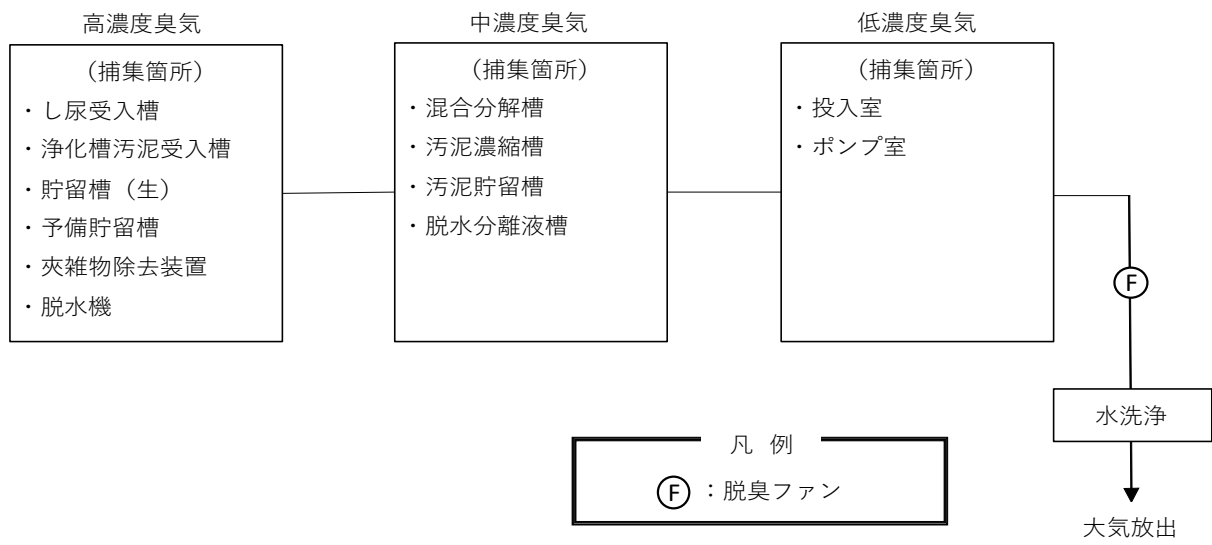 高濃度臭気
(捕集箇所)
・し尿受入槽
・浄化槽汚泥受入槽
・貯留槽（生）
・予備貯留槽
・夾雑物除去装置
・脱水機
中濃度臭気
(捕集箇所)
・混合分解槽
・汚泥濃縮槽
・汚泥貯留槽
・脱水分離液槽
低濃度臭気
(捕集箇所)
・投入室
・ポンプ室
F
水洗浄
大気放出
凡 例
F ：脱臭ファン